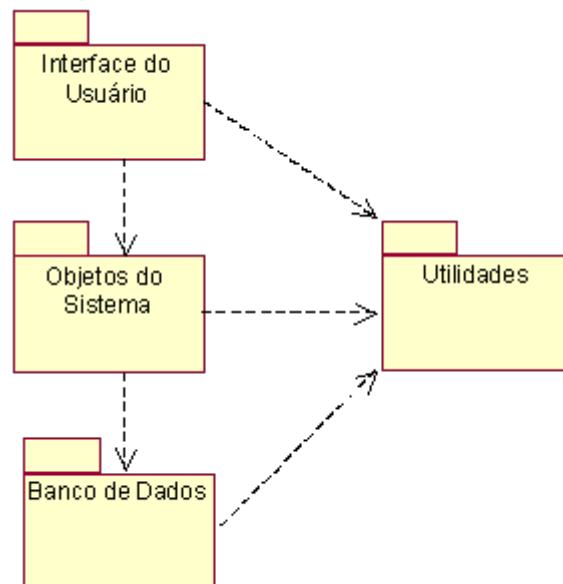 Interface do
Usuário
Objetos do
Sistema
Utilidades
Banco de Dados